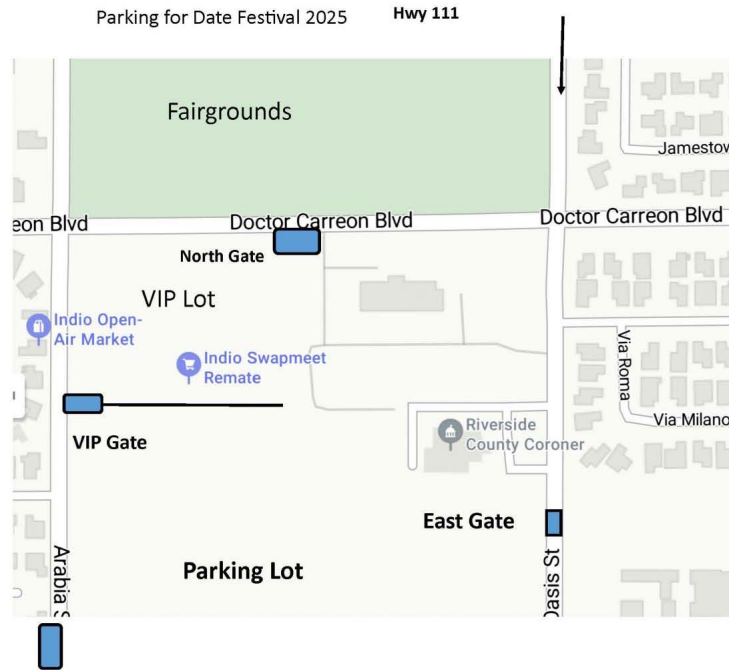 Parking for Date Festival 2025
Hwy 111
Fairgrounds
Jamestow
eon Blvd
Doctor Carreon Blvd
Doctor Carreon Blvd
North Gate
VIP Lot
Indio Open-
Air Market
Indio Swapmeet
Remate
Via Roma
VIP Gate
Via Milano
Riverside
County Coroner
East Gate
Parking Lot
Arabia S
Oasis St